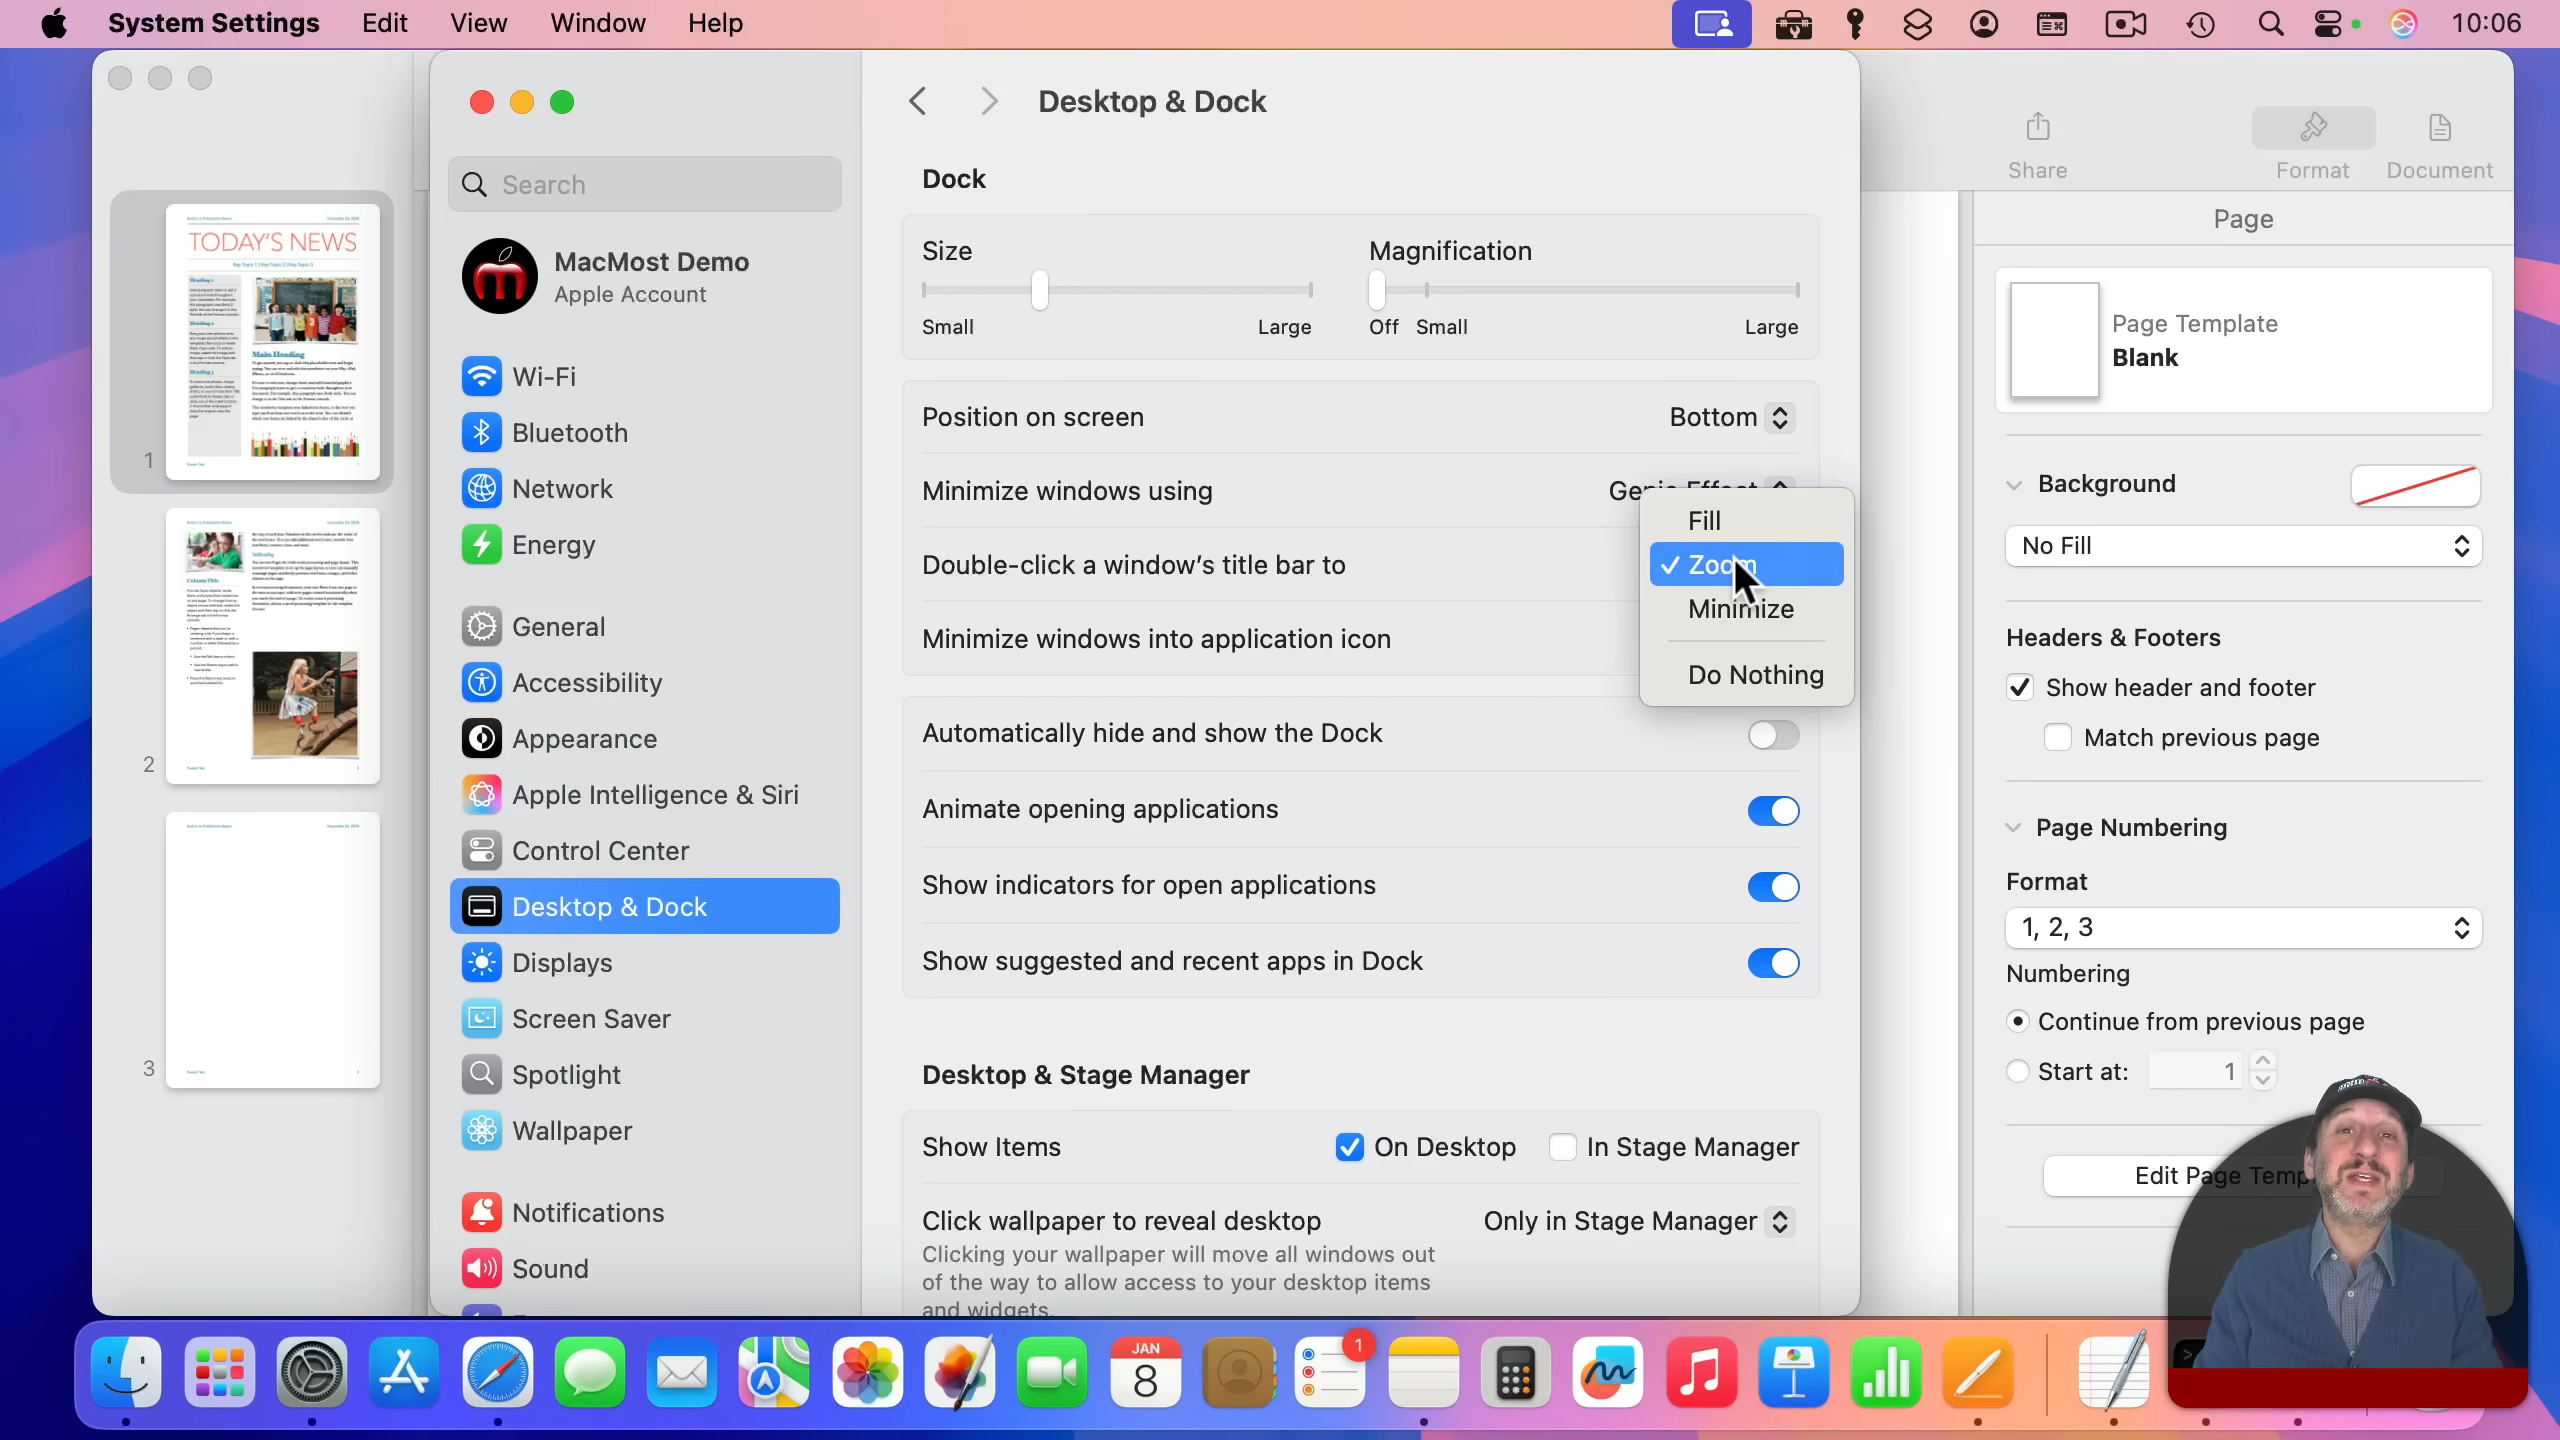 System Settings Edit View Window Help
10:06
TODAY'S NEWS
Main Heading
1
2
3
Search
MacMost Demo
Apple Account
Wi-Fi
Bluetooth
Network
Energy
General
Accessibility
Appearance
Apple Intelligence & Siri
Control Center
Desktop & Dock
Displays
Screen Saver
Spotlight
Wallpaper
Notifications
Sound
Desktop & Dock
Dock
Size
Small Large
Magnification
Off Small Large
Position on screen Bottom
Minimize windows using Genie Effect
Double-click a window's title bar to
Minimize windows into application icon
Fill
Zoom
Minimize
Do Nothing
Automatically hide and show the Dock
Animate opening applications
Show indicators for open applications
Show suggested and recent apps in Dock
Desktop & Stage Manager
Show Items On Desktop In Stage Manager
Click wallpaper to reveal desktop Only in Stage Manager
Clicking your wallpaper will move all windows out
of the way to allow access to your desktop items
and widgets.
Share Format Document
Page
Page Template
Blank
Background
No Fill
Headers & Footers
Show header and footer
Match previous page
Page Numbering
Format
1, 2, 3
Numbering
Continue from previous page
Start at: 1
Edit Page Temp
JAN
8
1